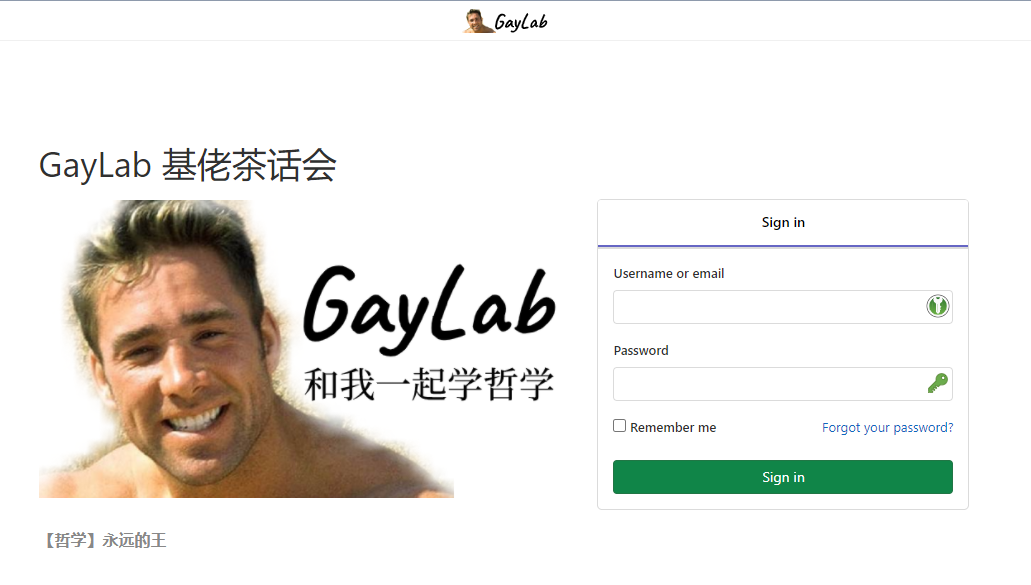 GayLab
GayLab 基佬茶话会
GayLab
和我一起学哲学
【哲学】永远的王
Sign in
Username or email
Password
Remember me
Forgot your password?
Sign in